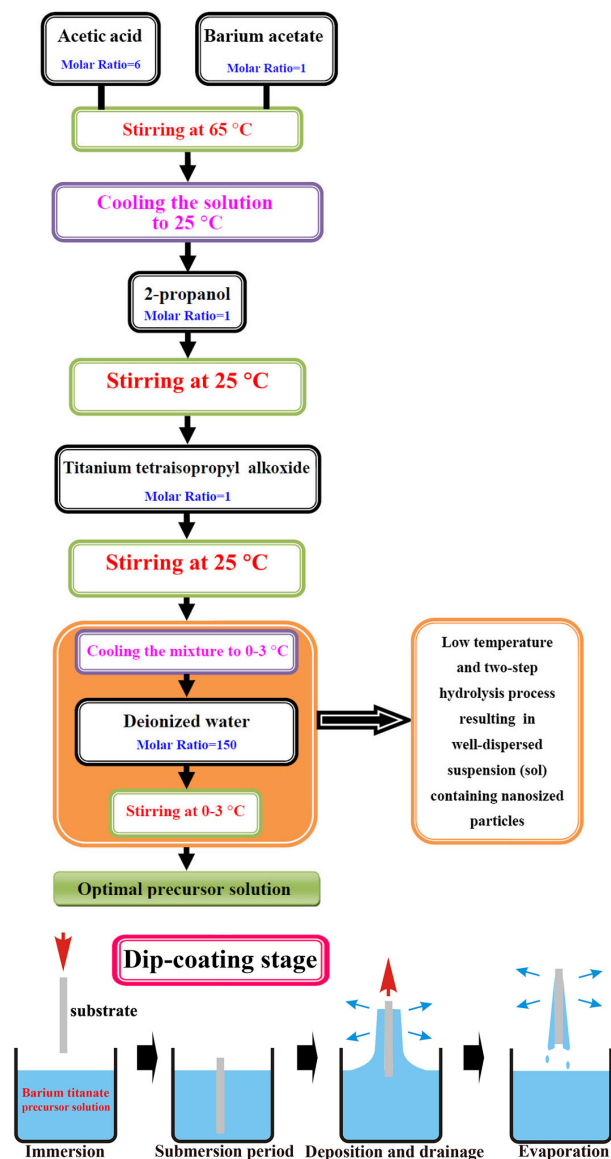 Acetic acid
Molar Ratio=6
Barium acetate
Molar Ratio=1
Stirring at 65 °C
Cooling the solution
to 25 °C
2-propanol
Molar Ratio=1
Stirring at 25 °C
Titanium tetraisopropyl alkoxide
Molar Ratio=1
Stirring at 25 °C
Cooling the mixture to 0-3 °C
Deionized water
Molar Ratio=150
Stirring at 0-3 °C
Low temperature
and two-step
hydrolysis process
resulting in
well-dispersed
suspension (sol)
containing nanosized
particles
Optimal precursor solution
Dip-coating stage
substrate
Barium titanate
precursor solution
Immersion
Submersion period
Deposition and drainage
Evaporation